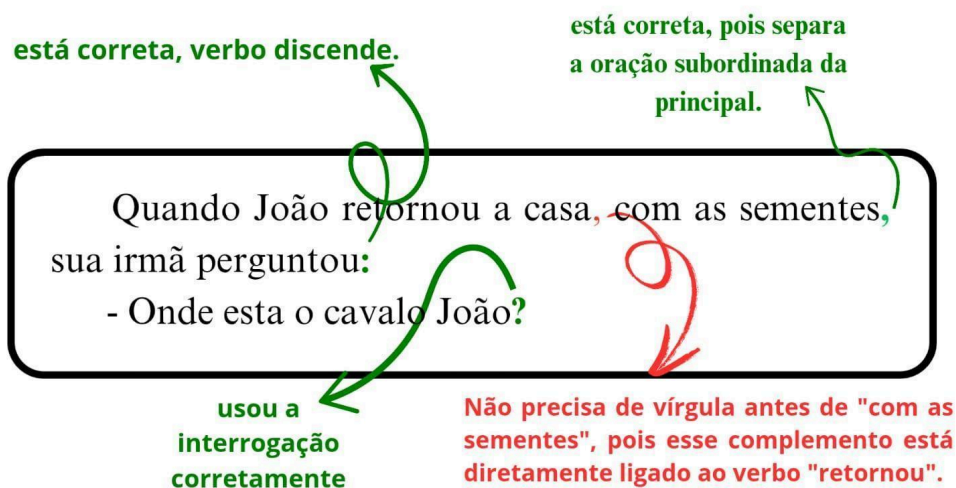 está correta, verbo discende.
está correta, pois separa
a oração subordinada da
principal.
Quando João retornou a casa, com as sementes,
sua irmã perguntou:
- Onde esta o cavalo João?
usou a
interrogação
corretamente
Não precisa de vírgula antes de "com as
sementes", pois esse complemento está
diretamente ligado ao verbo "retornou".